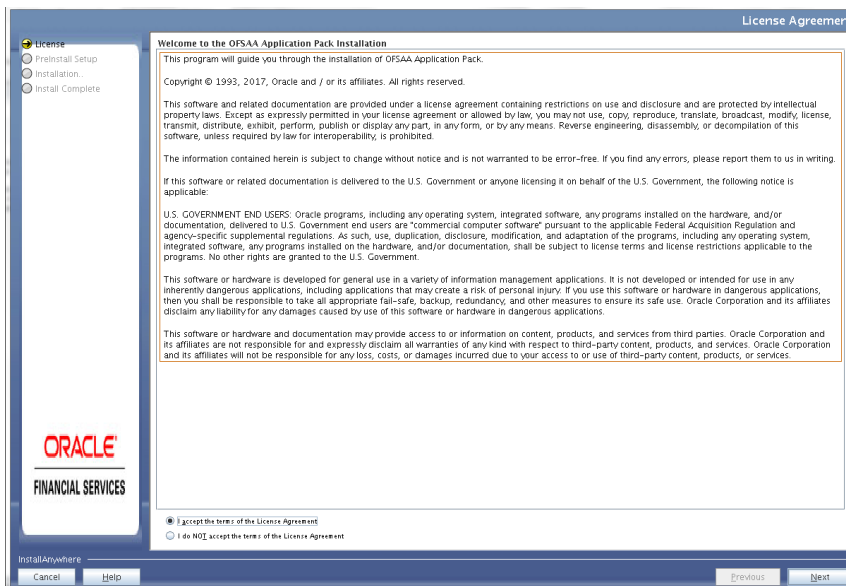 License Agreemen
License
PreInstall Setup
Installation..
Install Complete
Welcome to the OFSAA Application Pack Installation
This program will guide you through the installation of OFSAA Application Pack.
Copyright © 1993, 2017, Oracle and / or its affiliates. All rights reserved.
This software and related documentation are provided under a license agreement containing restrictions on use and disclosure and are protected by intellectual
property laws. Except as expressly permitted in your license agreement or allowed by law, you may not use, copy, reproduce, translate, broadcast, modify, license,
transmit, distribute, exhibit, perform, publish or display any part, in any form, or by any means. Reverse engineering, disassembly, or decompilation of this
software, unless required by law for interoperability, is prohibited.
The information contained herein is subject to change without notice and is not warranted to be error-free. If you find any errors, please report them to us in writing.
If this software or related documentation is delivered to the U.S. Government or anyone licensing it on behalf of the U.S. Government, the following notice is
applicable:
U.S. GOVERNMENT END USERS: Oracle programs, including any operating system, integrated software, any programs installed on the hardware, and/or
documentation, delivered to U.S. Government end users are "commercial computer software" pursuant to the applicable Federal Acquisition Regulation and
agency-specific supplemental regulations. As such, use, duplication, disclosure, modification, and adaptation of the programs, including any operating system,
integrated software, any programs installed on the hardware, and/or documentation, shall be subject to license terms and license restrictions applicable to the
programs. No other rights are granted to the U.S. Government.
This software or hardware is developed for general use in a variety of information management applications. It is not developed or intended for use in any
inherently dangerous applications, including applications that may create a risk of personal injury. If you use this software or hardware in dangerous applications,
then you shall be responsible to take all appropriate fail-safe, backup, redundancy, and other measures to ensure its safe use. Oracle Corporation and its affiliates
disclaim any liability for any damages caused by use of this software or hardware in dangerous applications.
This software or hardware and documentation may provide access to or information on content, products, and services from third parties. Oracle Corporation and
its affiliates are not responsible for and expressly disclaim all warranties of any kind with respect to third-party content, products, and services. Oracle Corporation
and its affiliates will not be responsible for any loss, costs, or damages incurred due to your access to or use of third-party content, products, or services.
ORACLE
FINANCIAL SERVICES
I accept the terms of the License Agreement
I do NOT accept the terms of the License Agreement
InstallAnywhere
Cancel
Help
Previous
Next